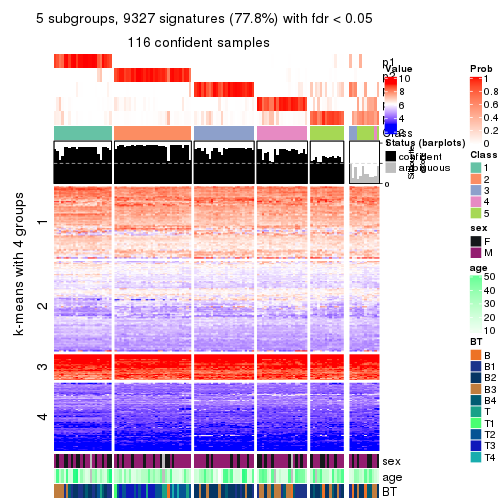 5 subgroups, 9327 signatures (77.8%) with fdr < 0.05
116 confident samples
p1
Value
10
8
6
4
2
Prob
1
0.8
0.6
0.4
0.2
0
Class
Status (barplots)
confident
ambiguous
0
Class
1
2
3
4
5
k-means with 4 groups
1
2
3
4
sex
F
M
age
50
40
30
20
10
BT
B
B1
B2
B3
B4
T
T1
T2
T3
T4
sex
age
BT